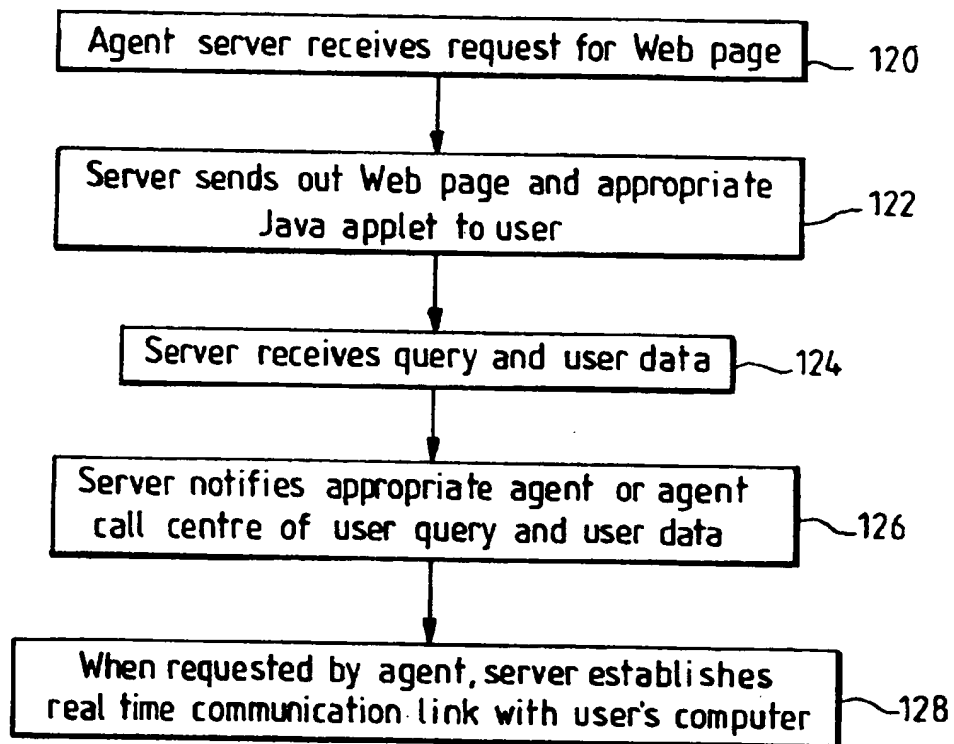 Agent server receives request for Web page
120
Server sends out Web page and appropriate
Java applet to user
122
Server receives query and user data
124
Server notifies appropriate agent or agent
call centre of user query and user data
126
When requested by agent, server establishes
real time communication link with user's computer
128